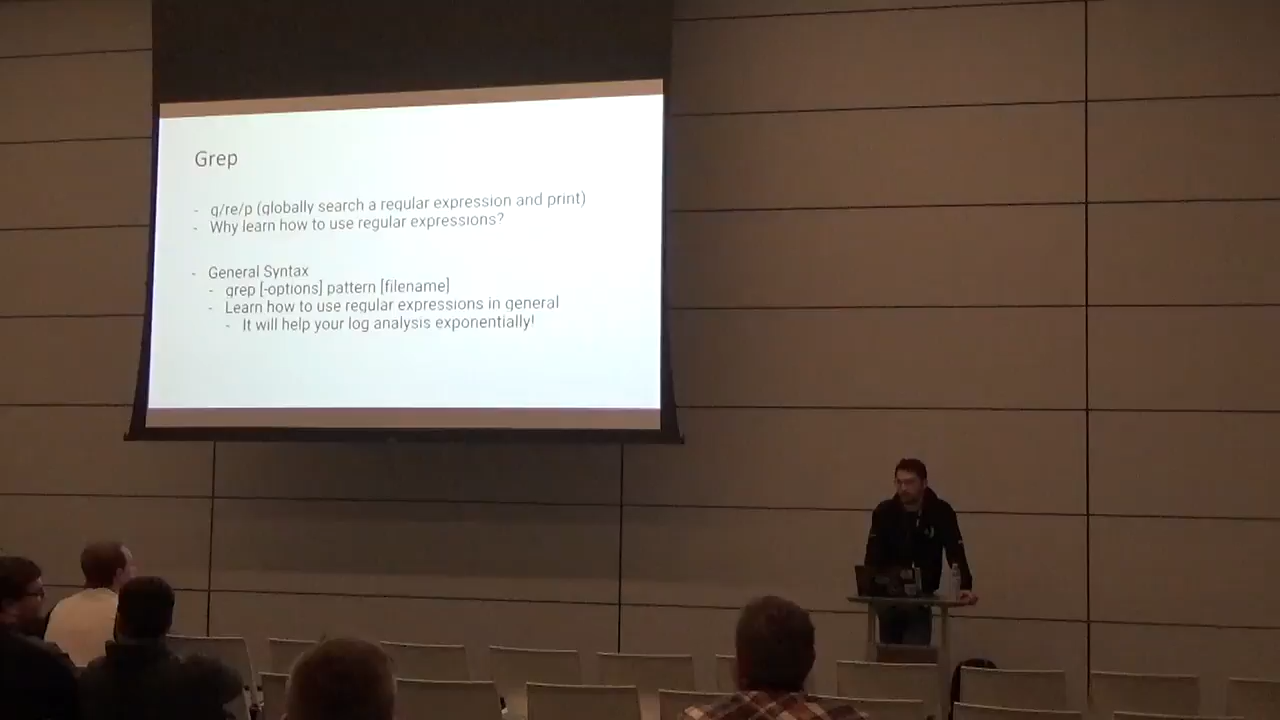 Grep
- g/re/p (globally search a regular expression and print)
- Why learn how to use regular expressions?
- General Syntax
- grep [-options] pattern [filename]
- Learn how to use regular expressions in general
- It will help your log analysis exponentially!